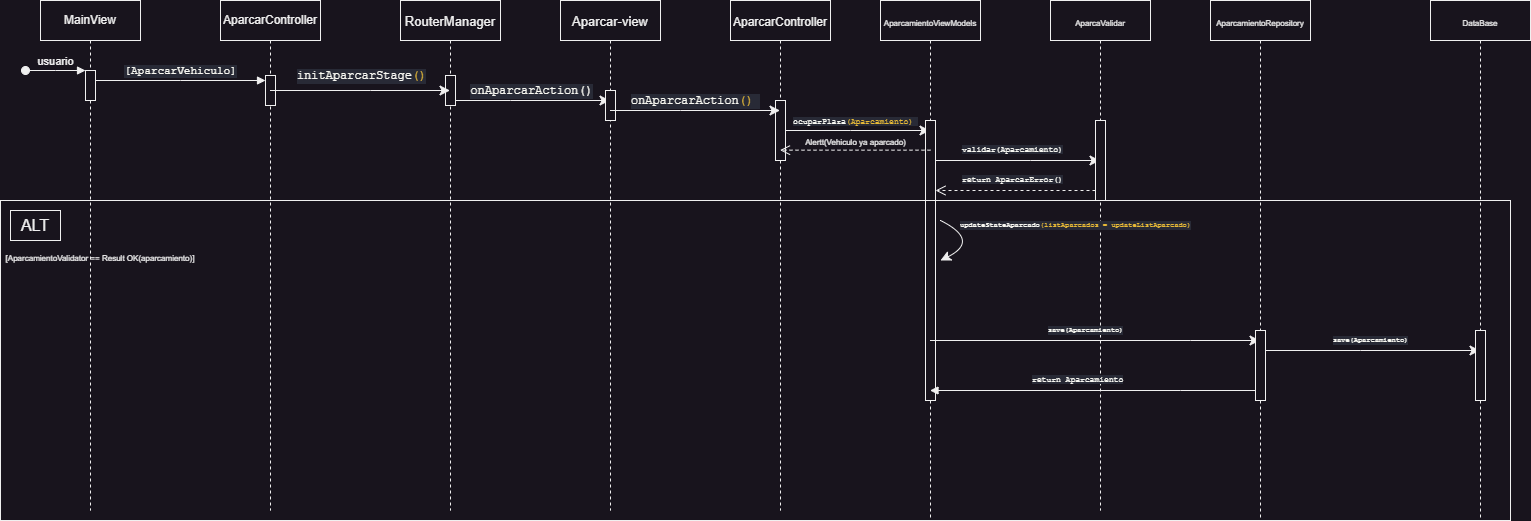 MainView
AparcarController
RouterManager
Aparcar-view
AparcarController
AparcamientoViewModels
AparcaValidar
AparcamientoRepository
DataBase
usuario
[AparcarVehiculo]
initAparcarStage()
onAparcarAction()
onAparcarAction()
ocuparPlaza(Aparcamiento)
Alertt(Vehiculo ya aparcado)
validar(Aparcamiento)
return AparcarError()
ALT
updateStateAparcado(listAparcados = updateListAparcado)
[AparcamientoValidator == Result OK(aparcamiento)]
save(Aparcamiento)
save(Aparcamiento)
return Aparcamiento